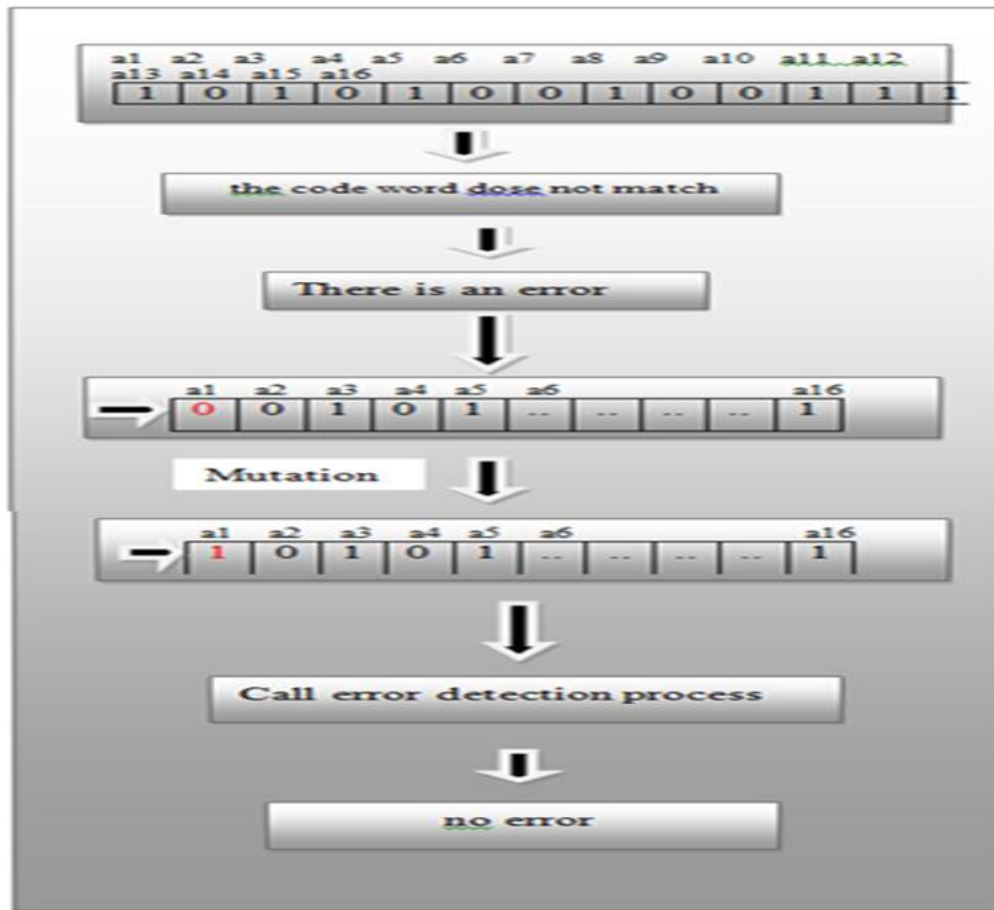 a1 a2 a3 a4 a5 a6 a7 a8 a9 a10 a11 a12
a13 a14 a15 a16
1 0 1 0 1 0 0 1 0 0 1 1 1
the code word dose not match
There is an error
a1 a2 a3 a4 a5 a6 a16
0 0 1 0 1 .. .. .. .. 1
Mutation
a1 a2 a3 a4 a5 a6 a16
1 0 1 0 1 .. .. .. .. 1
Call error detection process
no error